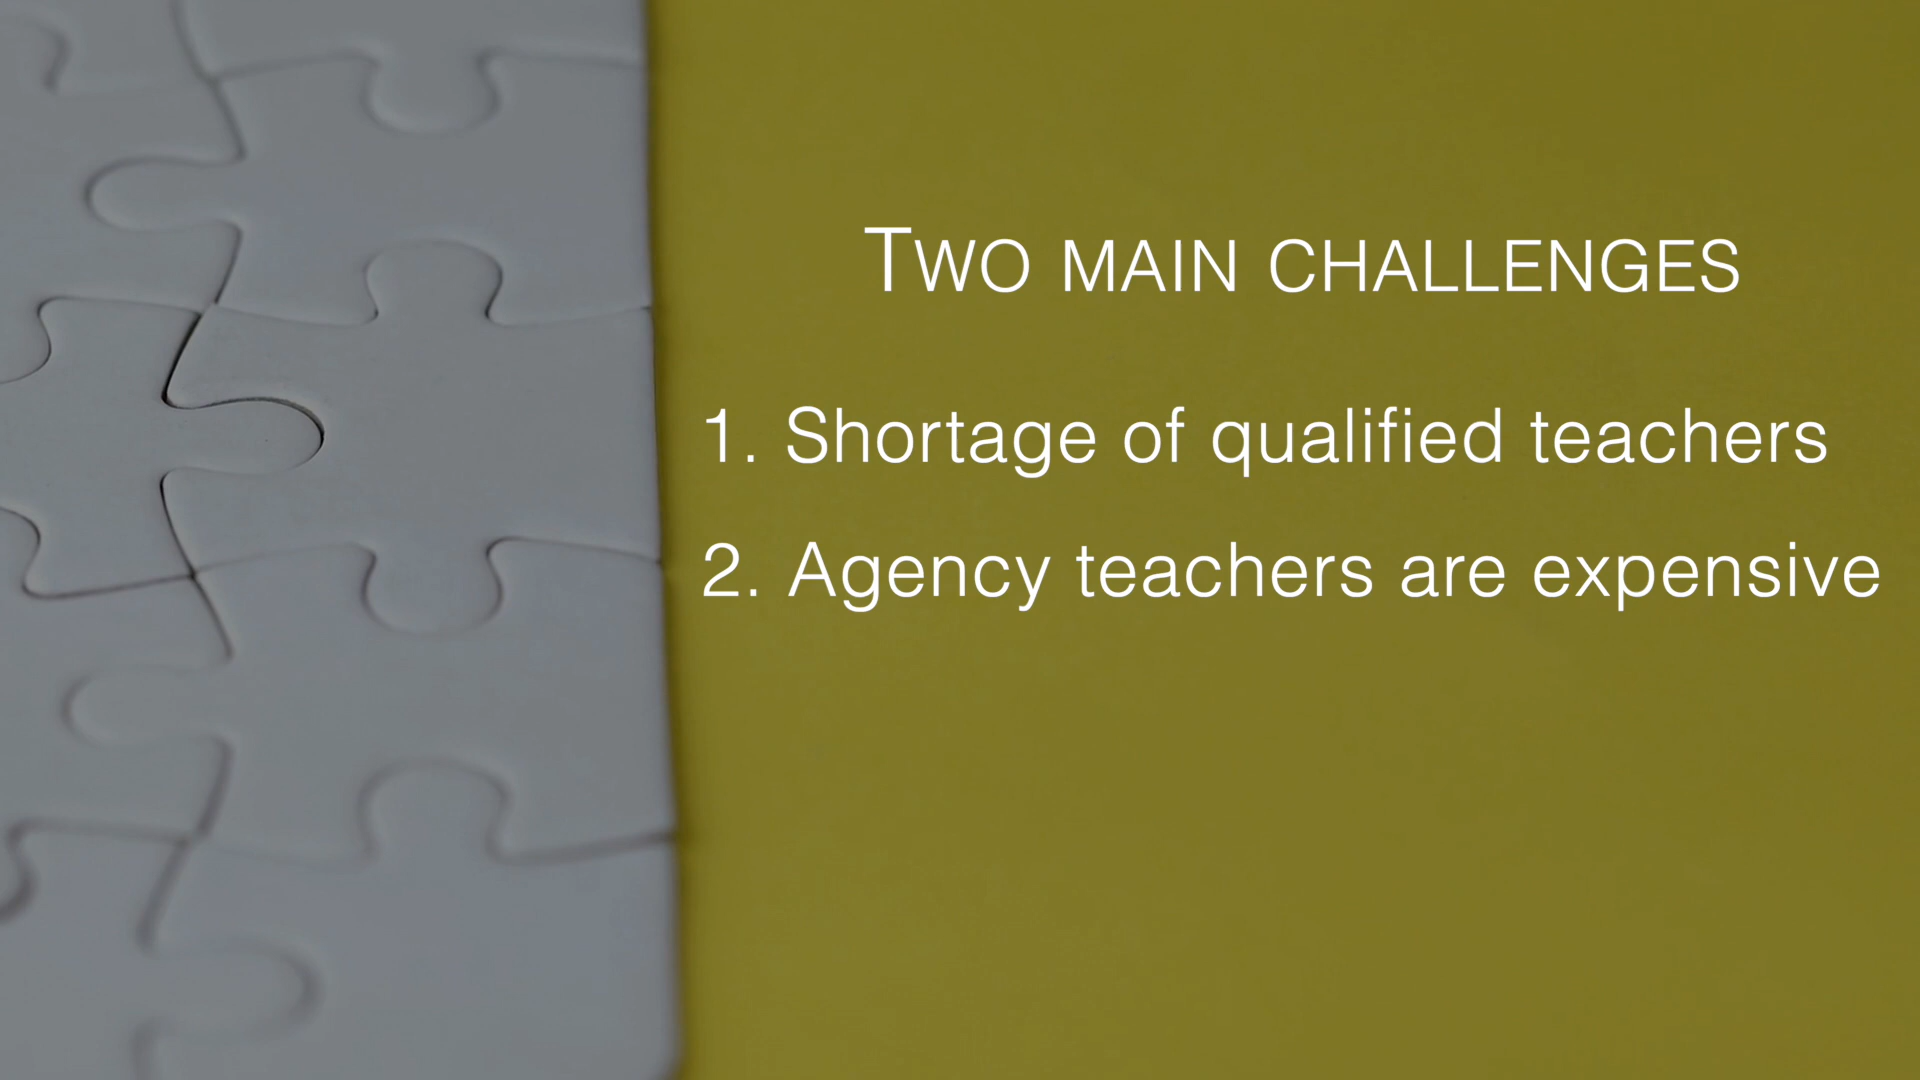 Two main challenges
1. Shortage of qualified teachers
2. Agency teachers are expensive